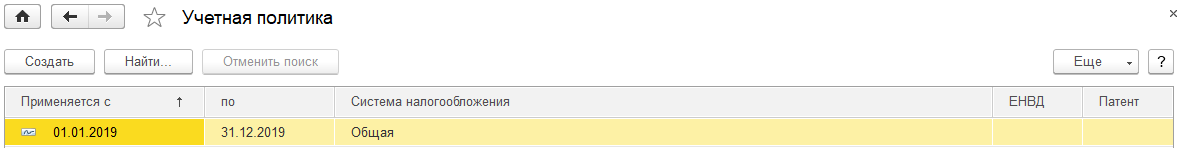 Учетная политика
Создать Найти... Отменить поиск Еще ?
Применяется с ↑ по Система налогообложения ЕНВД Патент
01.01.2019 31.12.2019 Общая